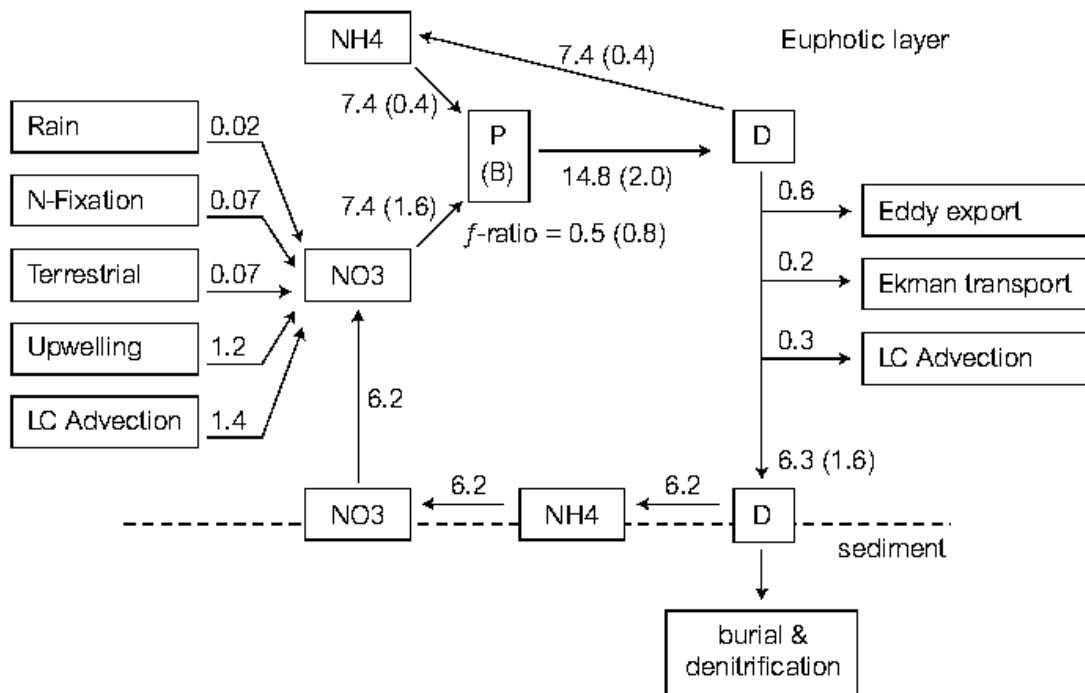 NH4
Euphotic layer
7.4 (0.4)
7.4 (0.4)
Rain
0.02
P
(B)
D
14.8 (2.0)
N-Fixation
0.07
7.4 (1.6)
0.6
Eddy export
f-ratio = 0.5 (0.8)
Terrestrial
0.07
NO3
0.2
Ekman transport
Upwelling
1.2
0.3
LC Advection
LC Advection
1.4
6.2
6.3 (1.6)
NO3
6.2
NH4
6.2
D
sediment
burial &
denitrification